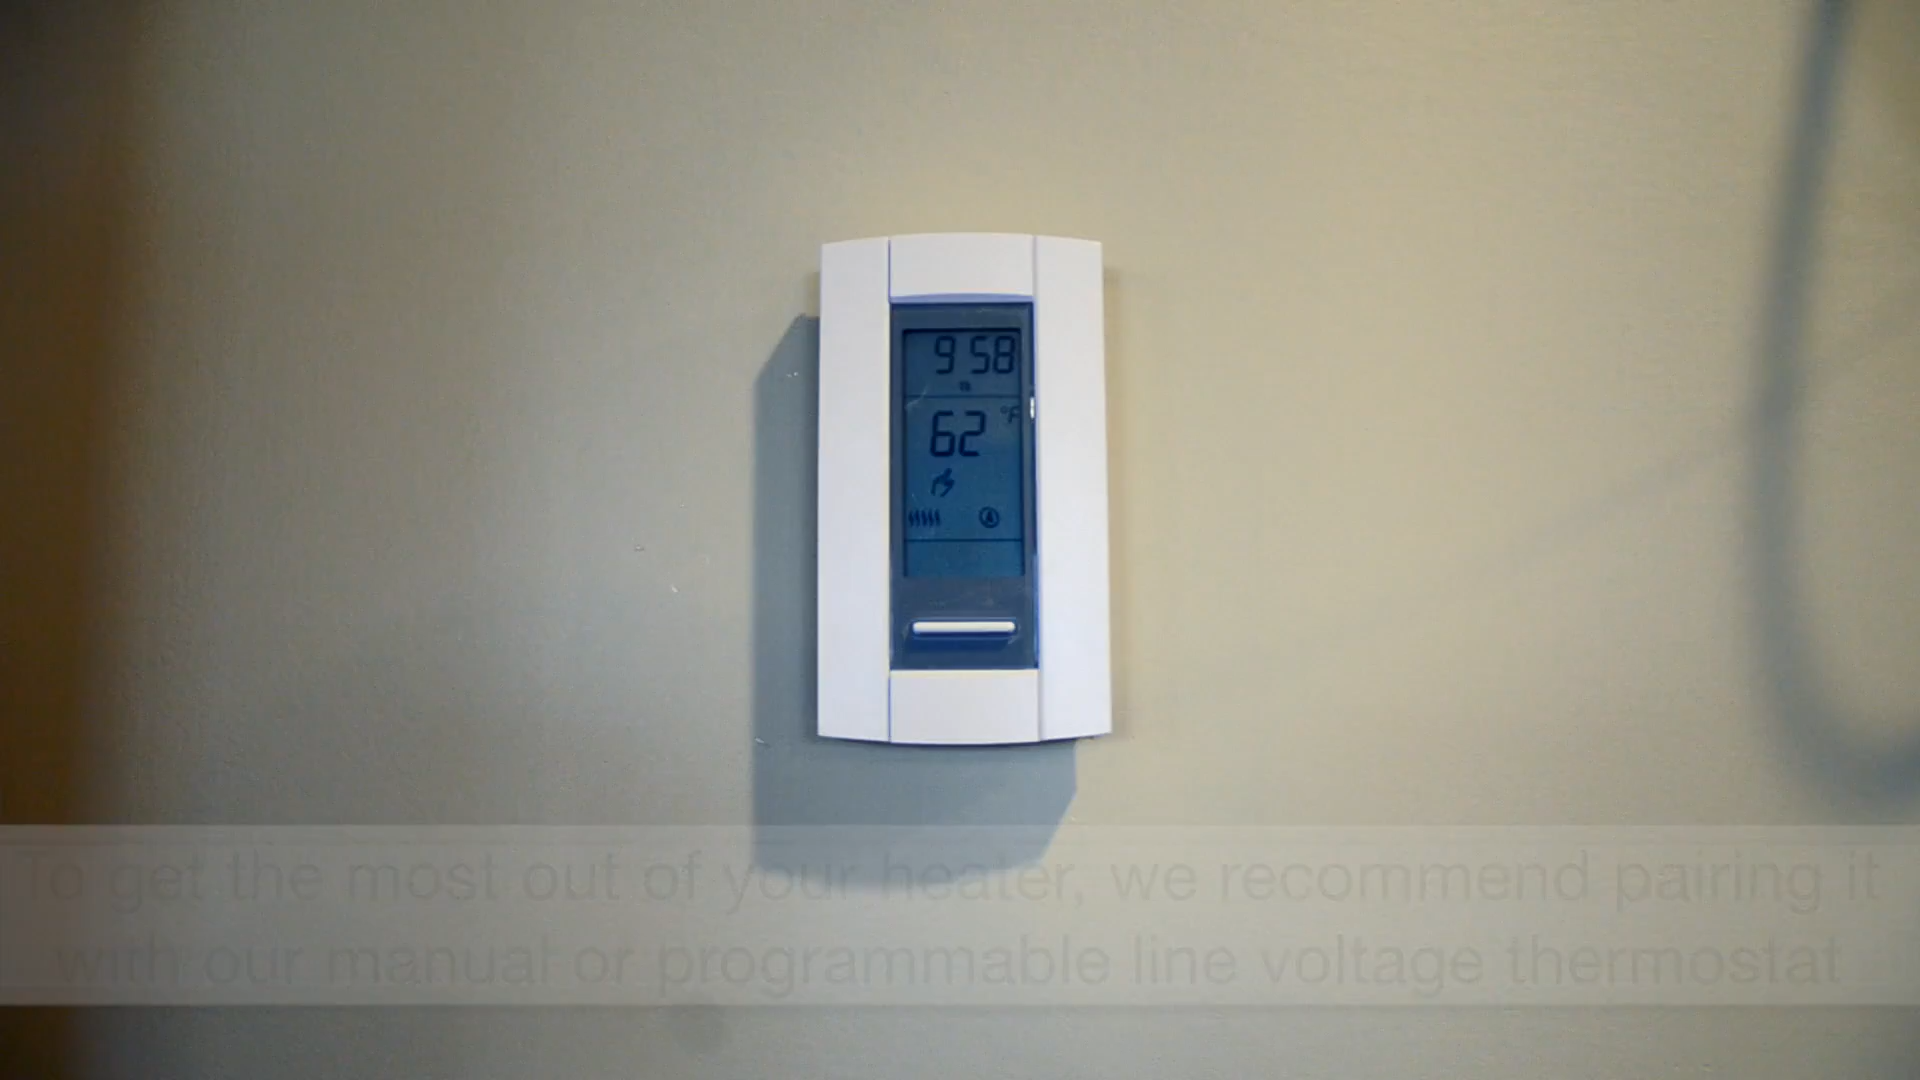 9 58
62 °F
To get the most out of your heater, we recommend pairing it
with our manual or programmable line voltage thermostat